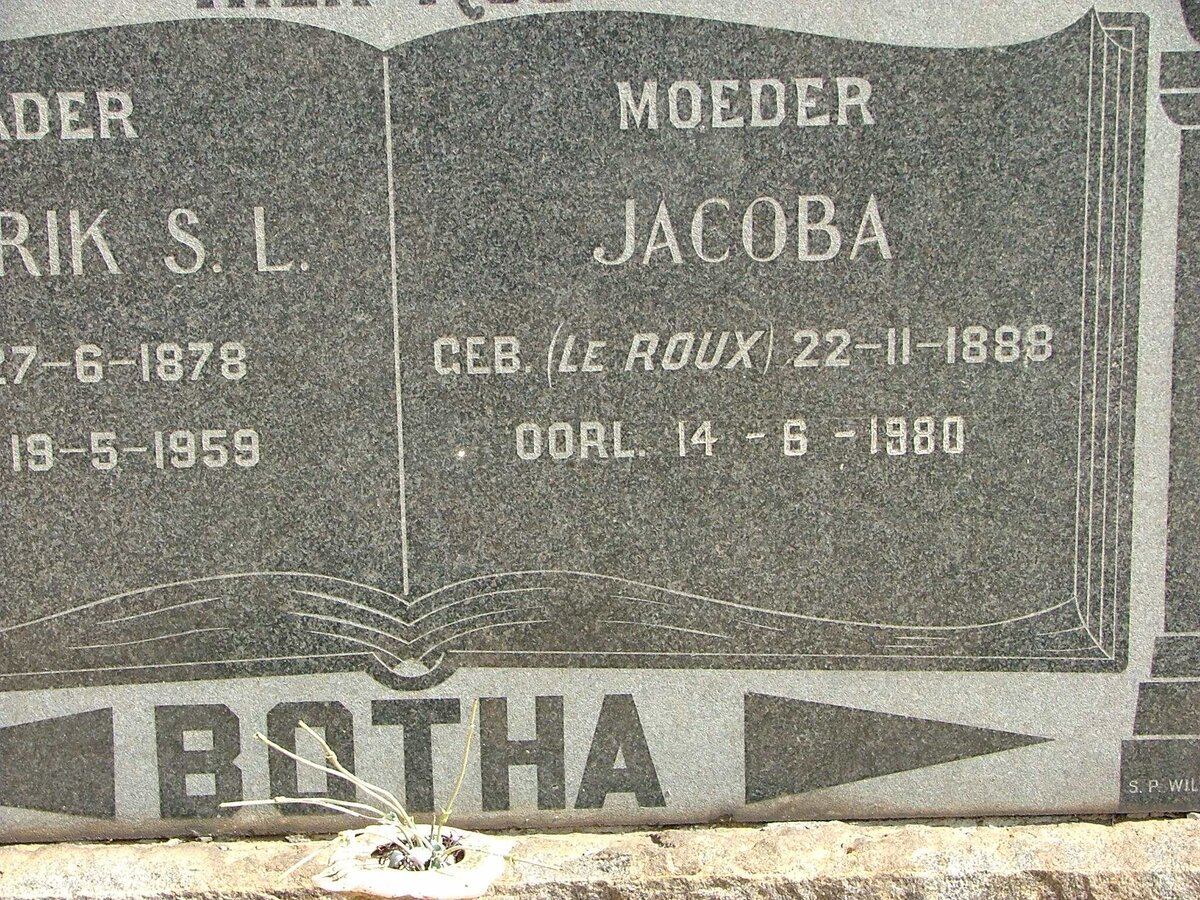 ADER
RIK S. L.
27-6-1878
19-5-1959
MOEDER
JACOBA
GEB. (LE ROUX) 22-11-1888
OORL. 14 - 6 - 1980
BOTHA
S. P. WIL